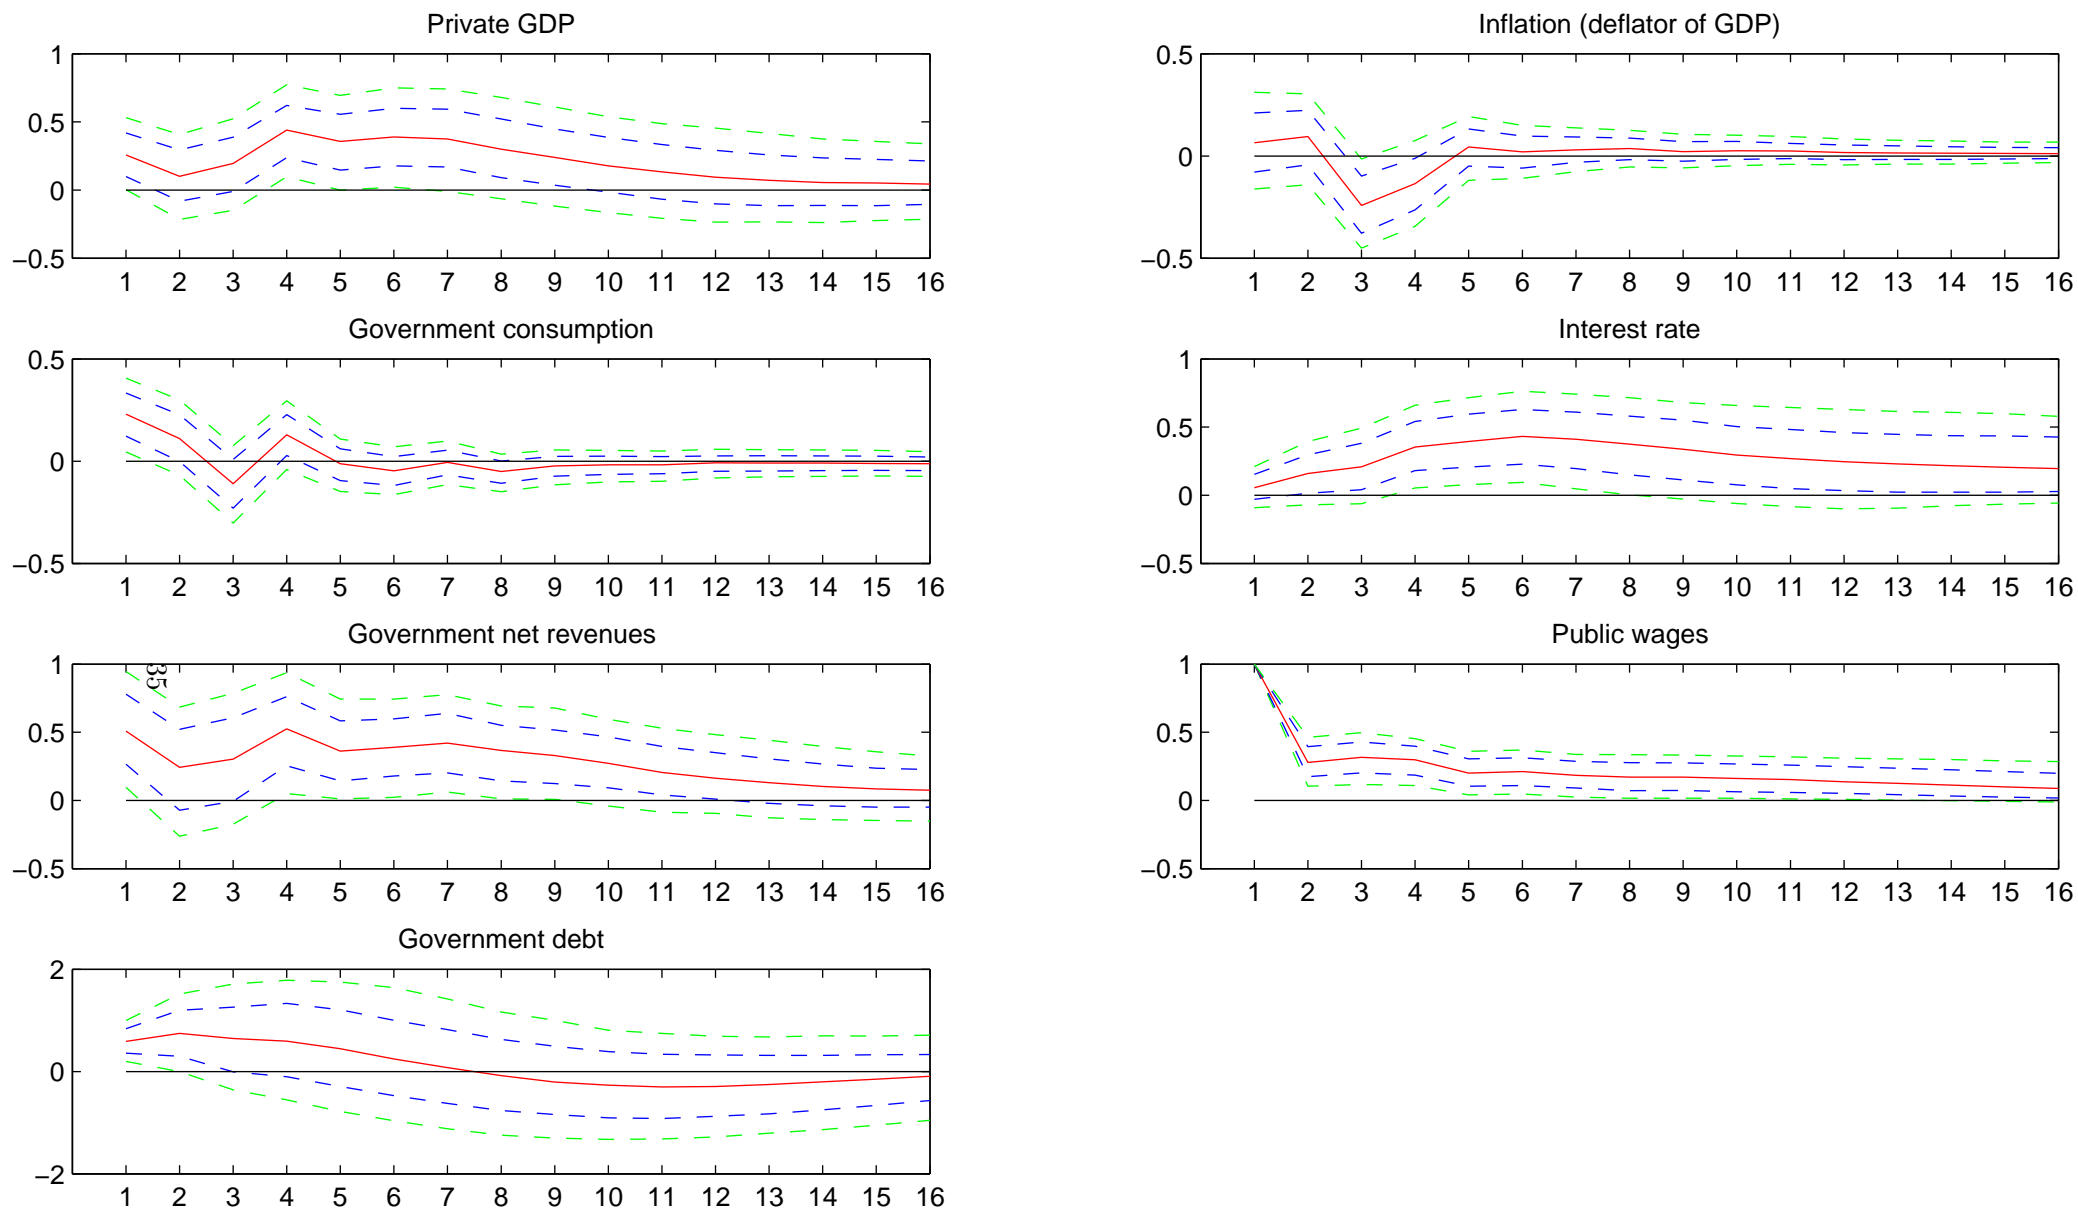 Private GDP
1
0.5
0
−0.5
1 2 3 4 5 6 7 8 9 10 11 12 13 14 15 16
Inflation (deflator of GDP)
0.5
0
−0.5
1 2 3 4 5 6 7 8 9 10 11 12 13 14 15 16
Government consumption
0.5
0
−0.5
1 2 3 4 5 6 7 8 9 10 11 12 13 14 15 16
Interest rate
1
0.5
0
−0.5
1 2 3 4 5 6 7 8 9 10 11 12 13 14 15 16
Government net revenues
35
1
0.5
0
−0.5
1 2 3 4 5 6 7 8 9 10 11 12 13 14 15 16
Public wages
1
0.5
0
−0.5
1 2 3 4 5 6 7 8 9 10 11 12 13 14 15 16
Government debt
2
0
−2
1 2 3 4 5 6 7 8 9 10 11 12 13 14 15 16